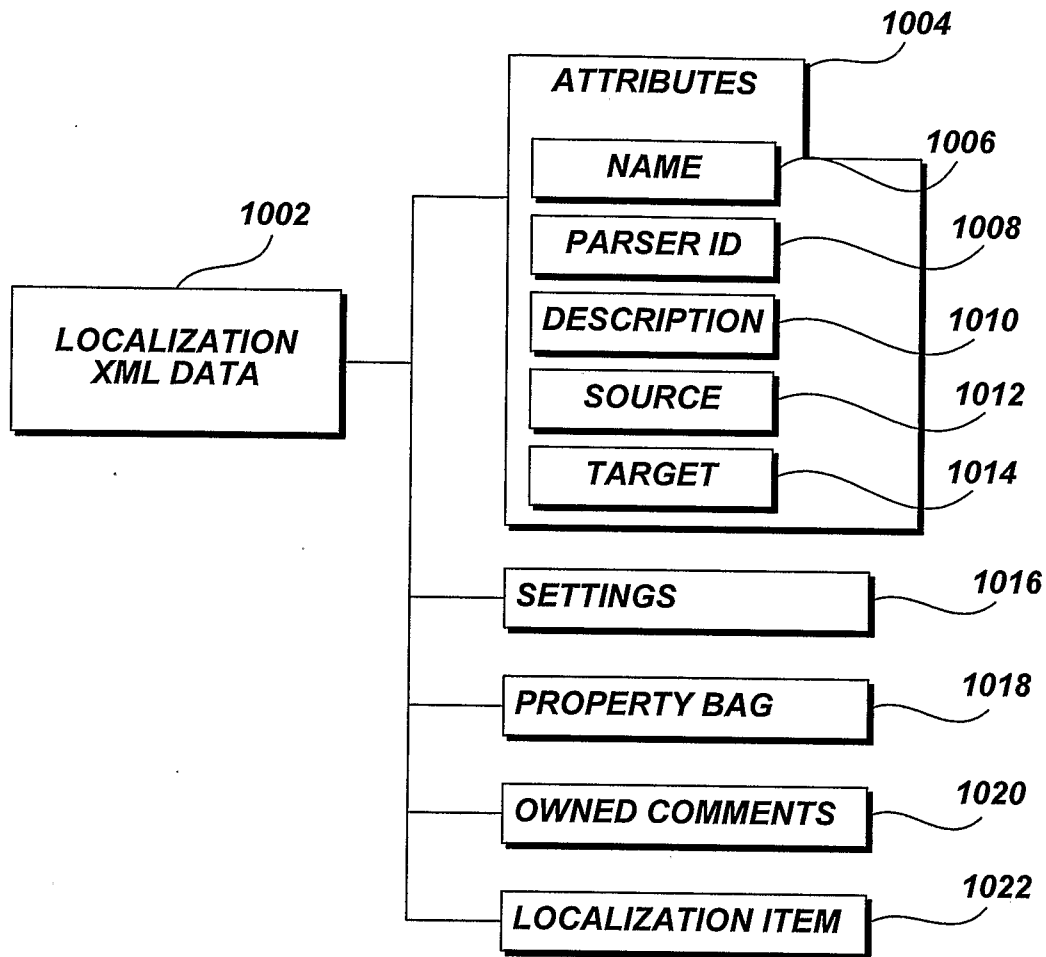 1004
ATTRIBUTES
NAME
1006
1002
PARSER ID
1008
LOCALIZATION
XML DATA
DESCRIPTION
1010
SOURCE
1012
TARGET
1014
SETTINGS
1016
PROPERTY BAG
1018
OWNED COMMENTS
1020
LOCALIZATION ITEM
1022